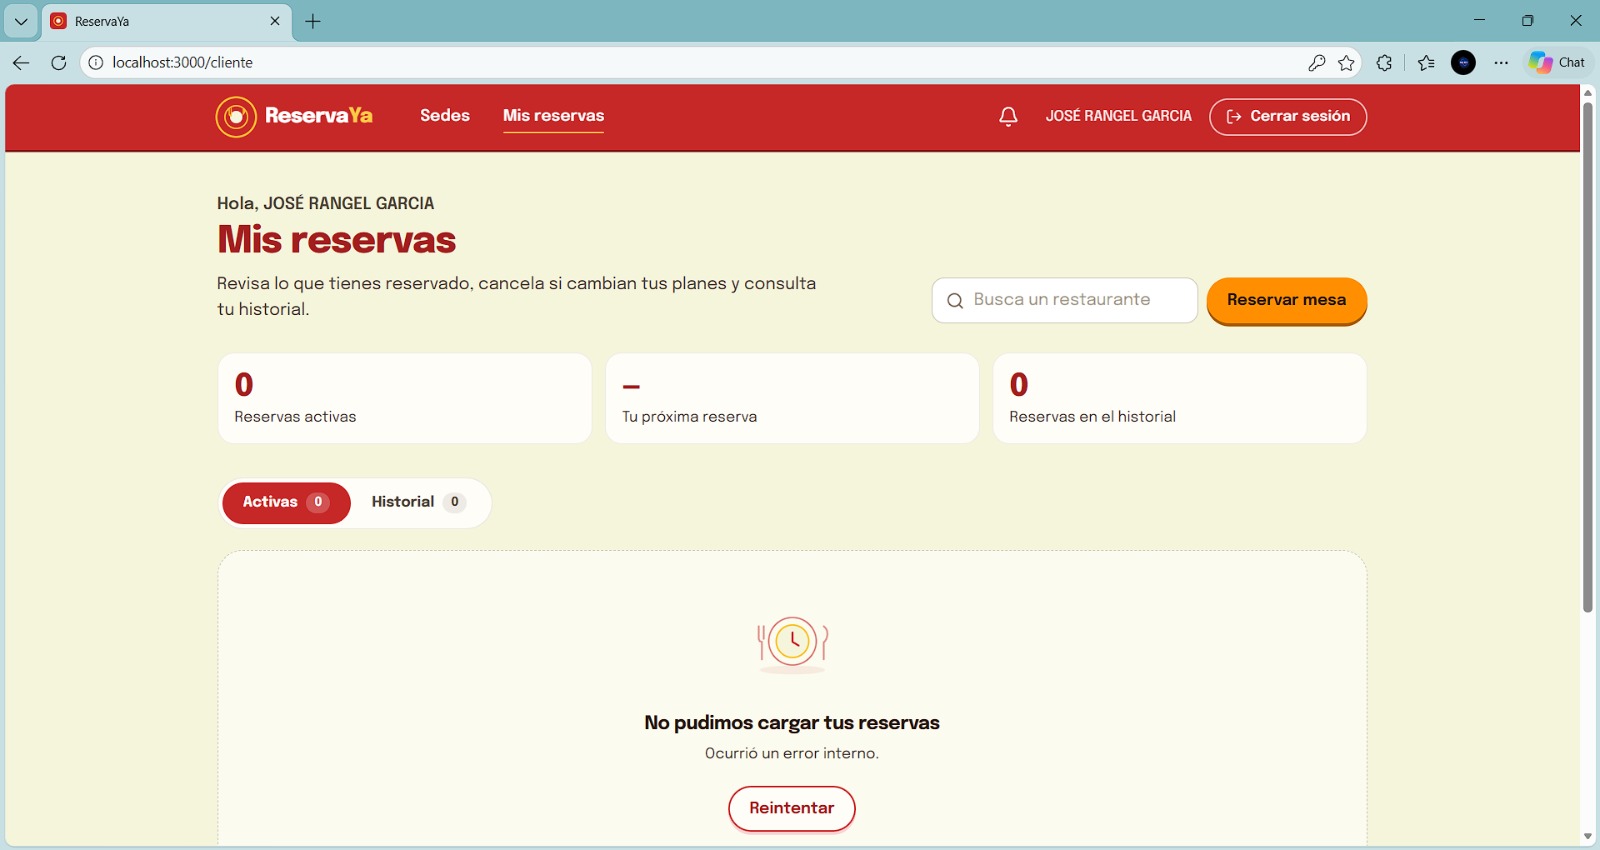 ReservaYa
localhost:3000/cliente
Chat
ReservaYa
Sedes
Mis reservas
JOSÉ RANGEL GARCIA
Cerrar sesión
Hola, JOSÉ RANGEL GARCIA
Mis reservas
Revisa lo que tienes reservado, cancela si cambian tus planes y consulta
tu historial.
Busca un restaurante
Reservar mesa
0
Reservas activas
–
Tu próxima reserva
0
Reservas en el historial
Activas 0
Historial 0
No pudimos cargar tus reservas
Ocurrió un error interno.
Reintentar